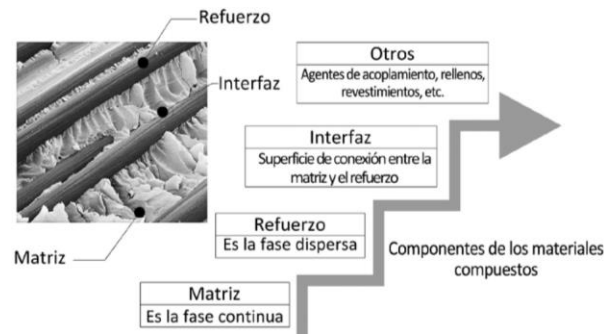 Refuerzo
Interfaz
Matriz
Otros
Agentes de acoplamiento, rellenos,
revestimientos, etc.
Interfaz
Superficie de conexión entre la
matriz y el refuerzo
Refuerzo
Es la fase dispersa
Matriz
Es la fase continua
Componentes de los materiales
compuestos